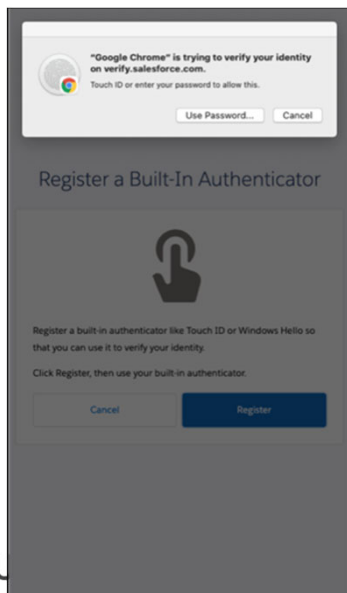 "Google Chrome" is trying to verify your identity
on verify.salesforce.com.
Touch ID or enter your password to allow this.
Use Password... Cancel
Register a Built-In Authenticator
Register a built-in authenticator like Touch ID or Windows Hello so
that you can use it to verify your identity.
Click Register, then use your built-in authenticator.
Cancel Register